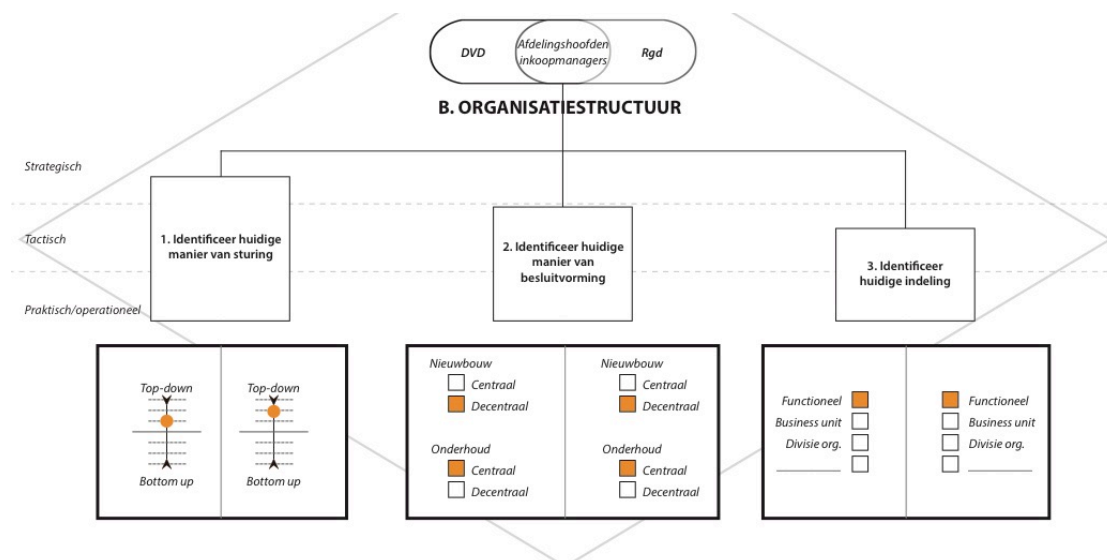 DVD
Afdelingshoofden
inkoopmanagers
Rgd
B. ORGANISATIESTRUCTUUR
Strategisch
Tactisch
Praktisch/operationeel
1. Identificeer huidige
manier van sturing
2. Identificeer huidige
manier van
besluitvorming
3. Identificeer
huidige indeling
Top-down
Bottom up
Top-down
Bottom up
Nieuwbouw
Centraal
Decentraal
Onderhoud
Centraal
Decentraal
Nieuwbouw
Centraal
Decentraal
Onderhoud
Centraal
Decentraal
Functioneel
Business unit
Divisie org.
Functioneel
Business unit
Divisie org.